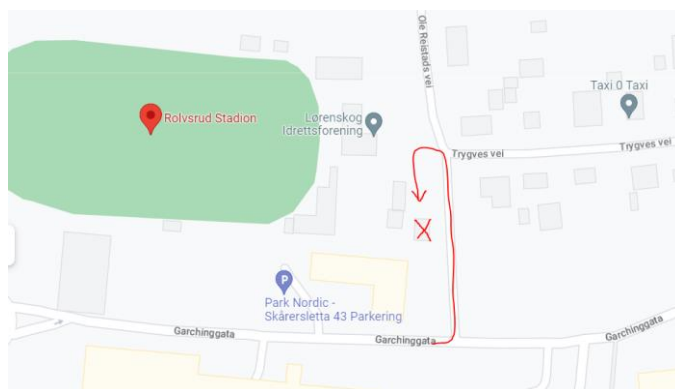 Ole Reistads vei
Taxi 0 Taxi
Rolvsrud Stadion
Lørenskog
Idrettsforening
Trygves vei
Trygves vei
X
P
Park Nordic -
Skårersletta 43 Parkering
Garchinggata
Garchinggata
Garchinggata